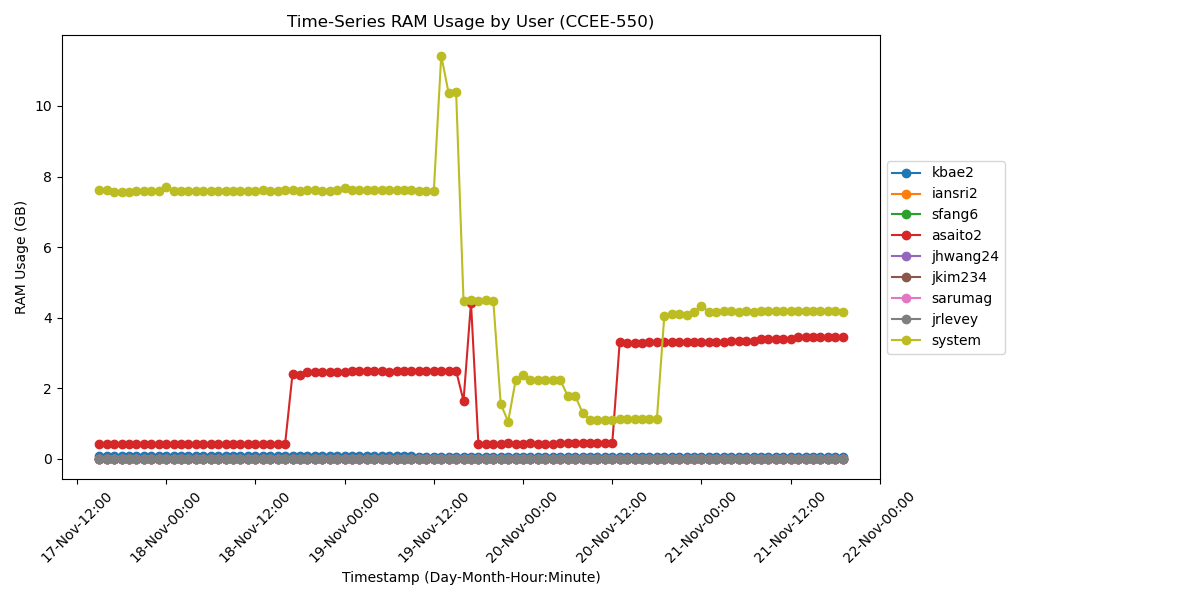 Time-Series RAM Usage by User (CCEE-550)
RAM Usage (GB)
10
8
6
4
2
0
17-Nov-12:00
18-Nov-00:00
18-Nov-12:00
19-Nov-00:00
19-Nov-12:00
20-Nov-00:00
20-Nov-12:00
21-Nov-00:00
21-Nov-12:00
22-Nov-00:00
Timestamp (Day-Month-Hour:Minute)
kbae2
iansri2
sfang6
asaito2
jhwang24
jkim234
sarumag
jrlevey
system